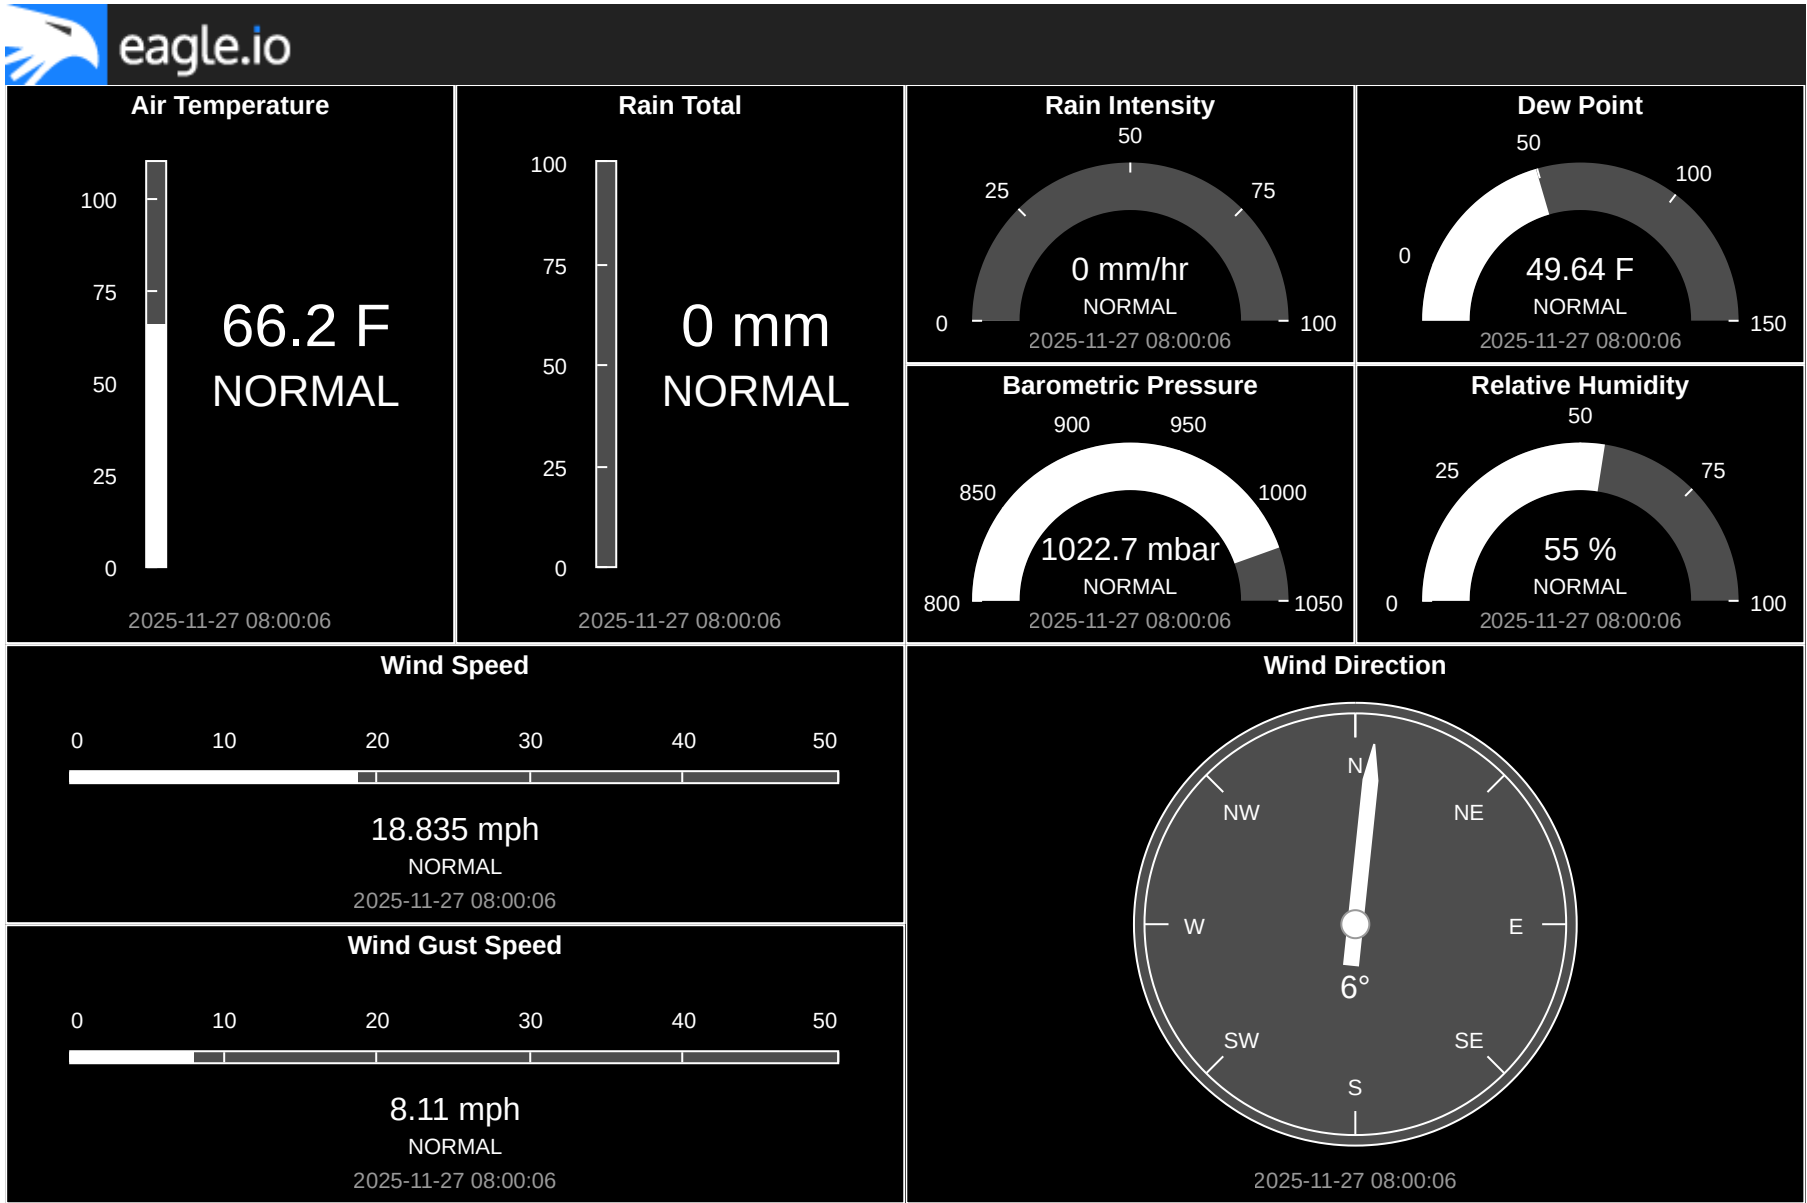 eagle.io
Air Temperature
100
75
50
25
0
66.2 F
NORMAL
2025-11-27 08:00:06
Rain Total
100
75
50
25
0
0 mm
NORMAL
2025-11-27 08:00:06
Rain Intensity
0
25
50
75
100
0 mm/hr
NORMAL
2025-11-27 08:00:06
Dew Point
0
50
100
150
49.64 F
NORMAL
2025-11-27 08:00:06
Barometric Pressure
800
850
900
950
1000
1050
1022.7 mbar
NORMAL
2025-11-27 08:00:06
Relative Humidity
0
25
50
75
100
55 %
NORMAL
2025-11-27 08:00:06
Wind Speed
0 10 20 30 40 50
18.835 mph
NORMAL
2025-11-27 08:00:06
Wind Gust Speed
0 10 20 30 40 50
8.11 mph
NORMAL
2025-11-27 08:00:06
Wind Direction
N
NW NE
W E
6°
SW SE
S
2025-11-27 08:00:06